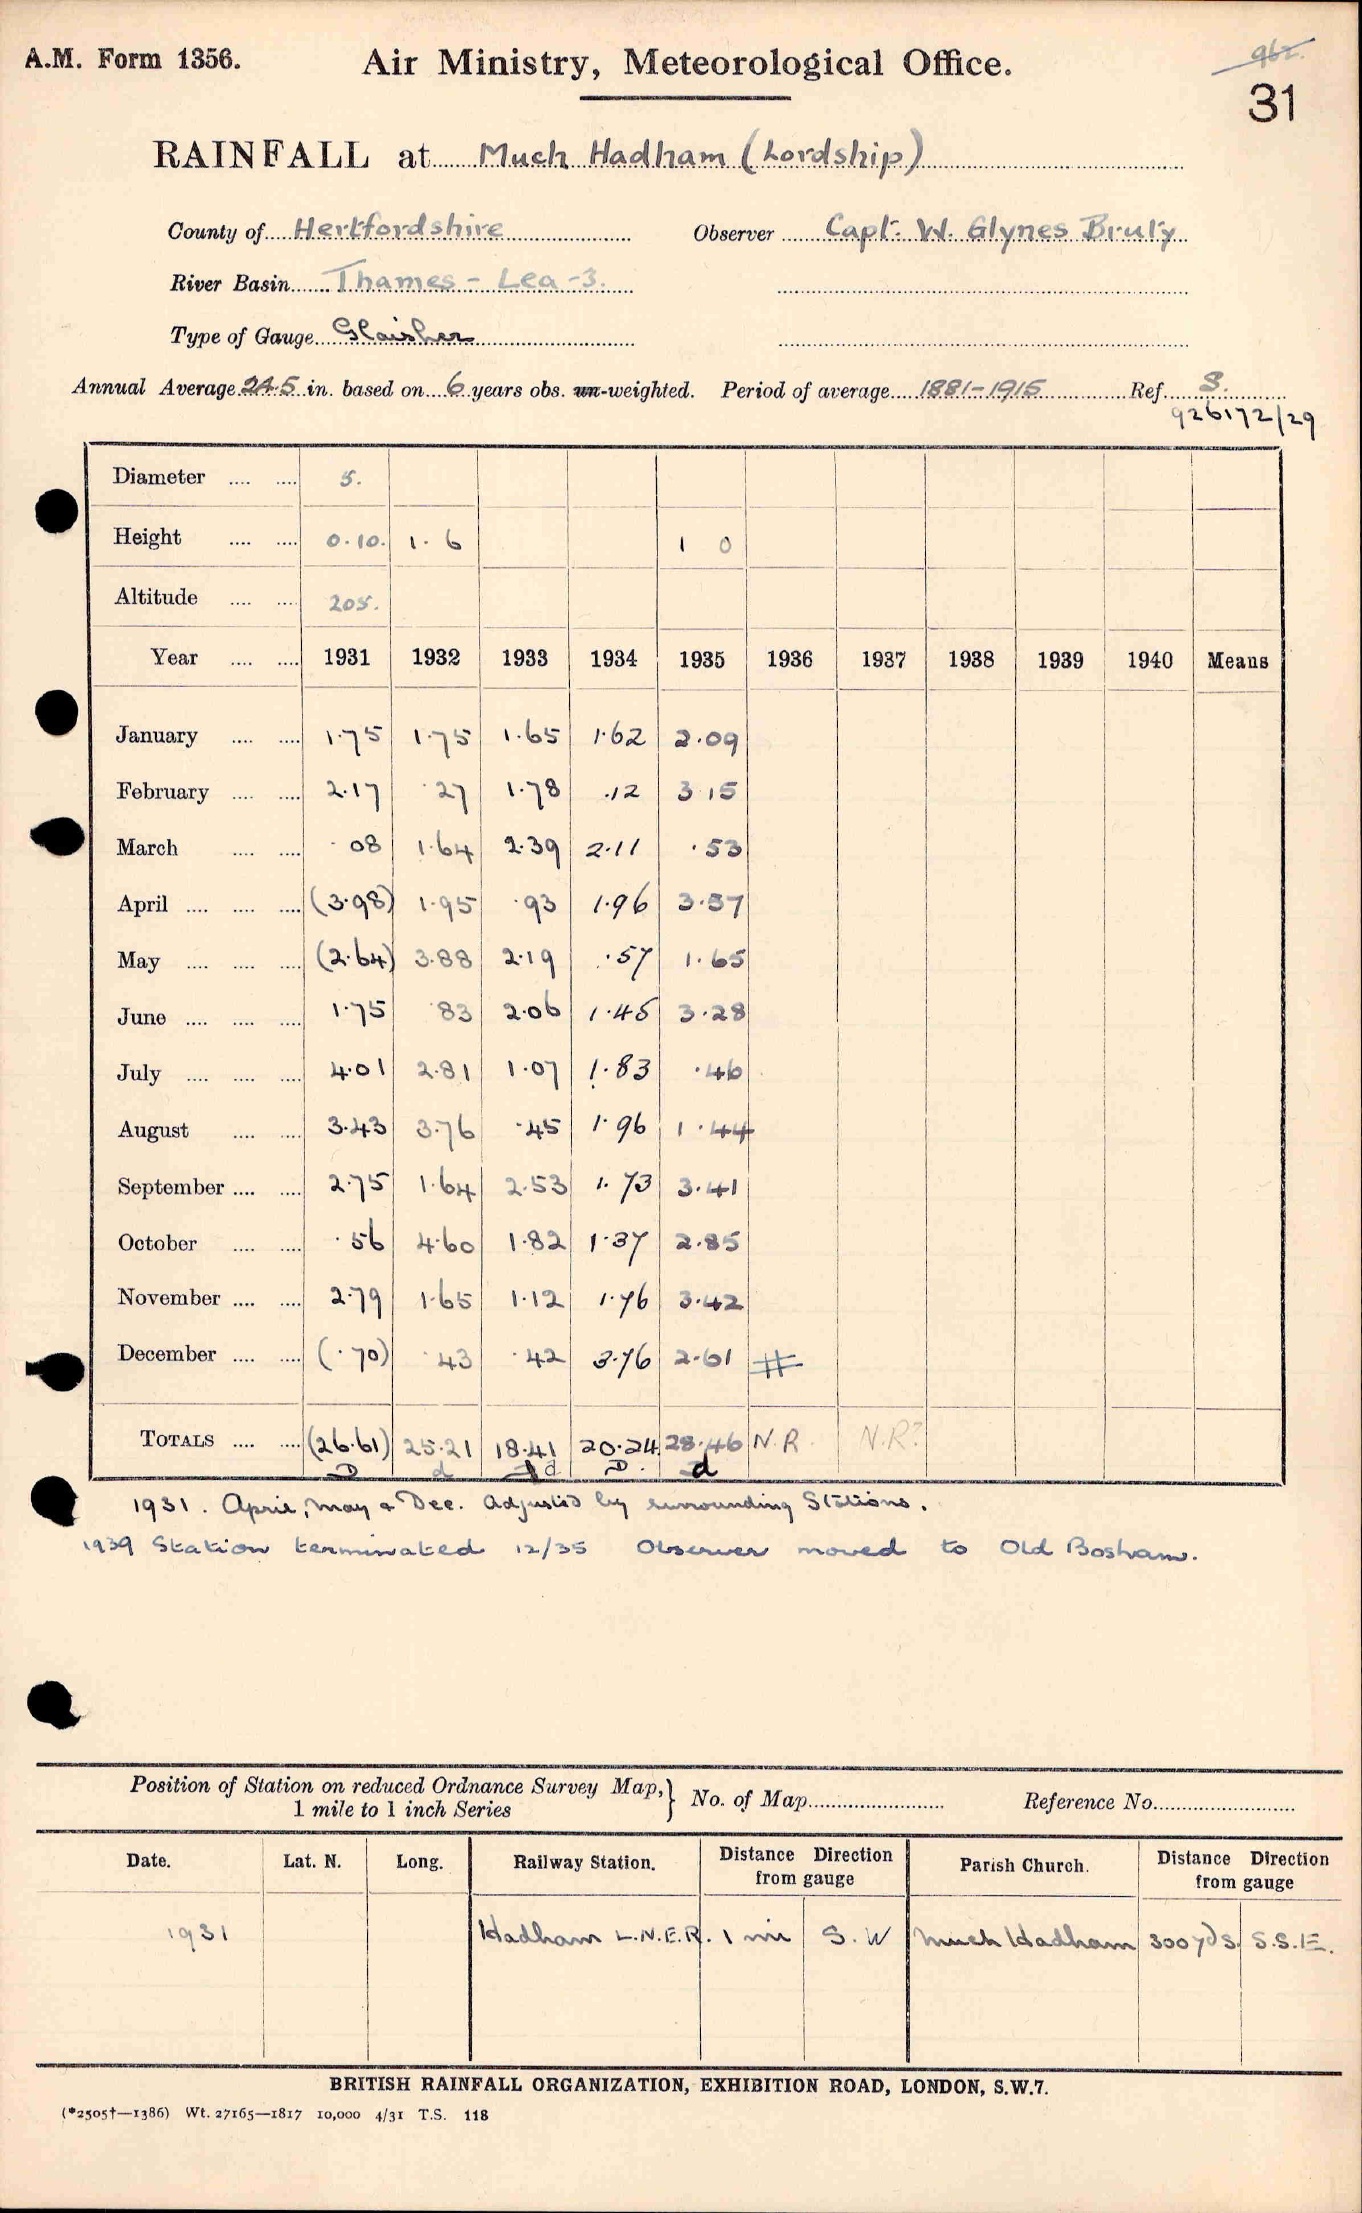 A.M. Form 1356.
Air Ministry, Meteorological Office.
962.
31
RAINFALL at Much Hadham (Lordship)
County of Hertfordshire Observer Capt. W. Glynes Bruty
River Basin Thames - Lea - 3.
Type of Gauge Glaisher
Annual Average 24.5 in. based on 6 years obs. un-weighted. Period of average 1881-1915 Ref. S.
926172/29
Diameter 5.
Height 0.10. 1.6 1 0
Altitude 205.
Year 1931 1932 1933 1934 1935 1936 1937 1938 1939 1940 Means
January 1.75 1.75 1.65 1.62 2.09
February 2.17 .27 1.78 .12 3.15
March .08 1.64 2.39 2.11 .53
April (3.98) 1.95 .93 1.96 3.57
May (2.64) 3.88 2.19 .57 1.65
June 1.75 .83 2.06 1.45 3.28
July 4.01 2.81 1.07 1.83 .46
August 3.43 3.76 .45 1.96 1.44
September 2.75 1.64 2.53 1.73 3.41
October .56 4.60 1.82 1.37 2.85
November 2.79 1.65 1.12 1.76 3.42
December (.70) .43 .42 3.76 2.61 #
TOTALS (26.61) 25.21 18.41 20.24 28.46 N.R. N.R?
D d d D. d
1931. April, May & Dec. adjusted by surrounding Stations.
1939 Station terminated 12/35 Observer moved to Old Bosham.
Position of Station on reduced Ordnance Survey Map, 1 mile to 1 inch Series } No. of Map Reference No.
Date. Lat. N. Long. Railway Station. Distance Direction from gauge Parish Church. Distance Direction from gauge
1931 Hadham L.N.E.R. 1 mi S.W Much Hadham 300 yds. S.S.E.
BRITISH RAINFALL ORGANIZATION, EXHIBITION ROAD, LONDON, S.W.7.
(*2505†—1386) Wt. 27165—1817 10,000 4/31 T.S. 118